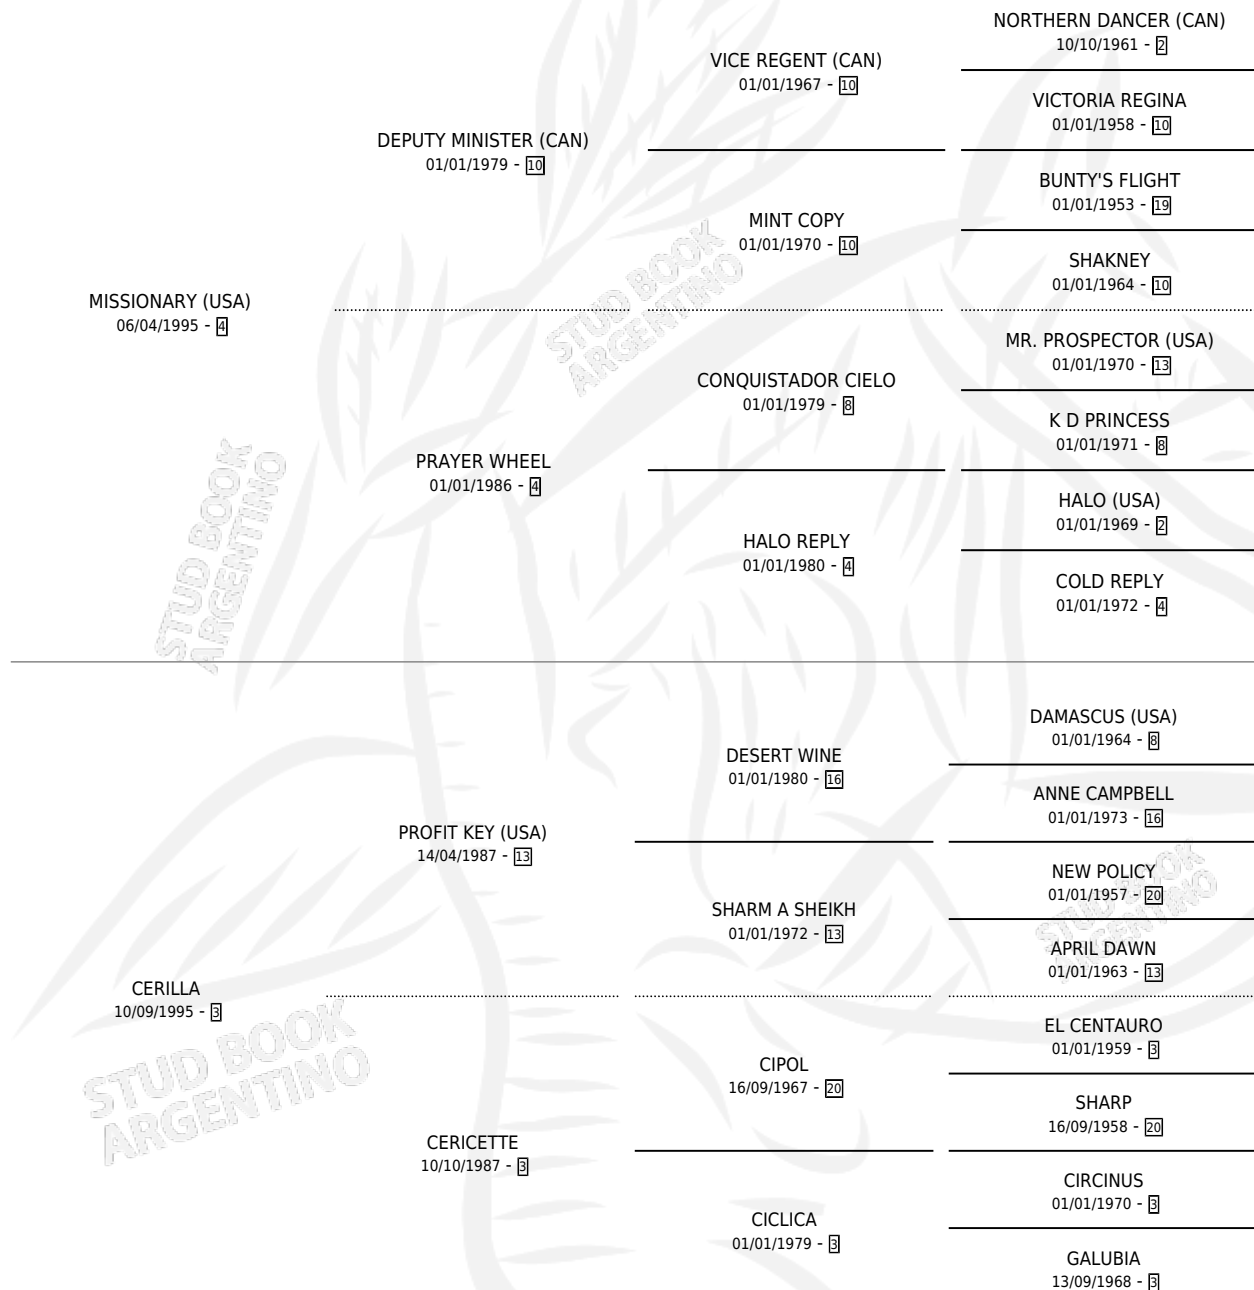 NORTHERN DANCER (CAN)
10/10/1961 - 2
VICE REGENT (CAN)
01/01/1967 - 10
VICTORIA REGINA
01/01/1958 - 10
DEPUTY MINISTER (CAN)
01/01/1979 - 10
BUNTY'S FLIGHT
01/01/1953 - 19
MINT COPY
01/01/1970 - 10
SHAKNEY
01/01/1964 - 10
MISSIONARY (USA)
06/04/1995 - 4
MR. PROSPECTOR (USA)
01/01/1970 - 13
CONQUISTADOR CIELO
01/01/1979 - 8
K D PRINCESS
01/01/1971 - 8
PRAYER WHEEL
01/01/1986 - 4
HALO (USA)
01/01/1969 - 2
HALO REPLY
01/01/1980 - 4
COLD REPLY
01/01/1972 - 4
DAMASCUS (USA)
01/01/1964 - 8
DESERT WINE
01/01/1980 - 16
ANNE CAMPBELL
01/01/1973 - 16
PROFIT KEY (USA)
14/04/1987 - 13
NEW POLICY
01/01/1957 - 20
SHARM A SHEIKH
01/01/1972 - 13
APRIL DAWN
01/01/1963 - 13
CERILLA
10/09/1995 - 3
EL CENTAURO
01/01/1959 - 3
CIPOL
16/09/1967 - 20
SHARP
16/09/1958 - 20
CERICETTE
10/10/1987 - 3
CIRCINUS
01/01/1970 - 3
CICLICA
01/01/1979 - 3
GALUBIA
13/09/1968 - 3
STUD BOOK
ARGENTINO
STUD BOOK
ARGENTINO
STUD BOOK
ARGENTINO
STUD BOOK
ARGENTINO